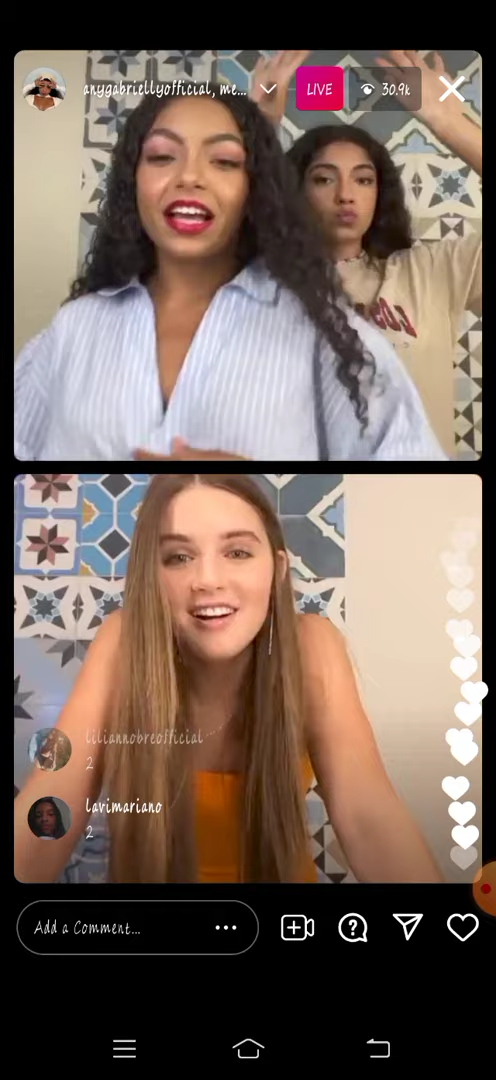 anygabriellyofficial, me...
LIVE
30.9k
liliannobreofficial
2
lavimariano
2
Add a Comment...